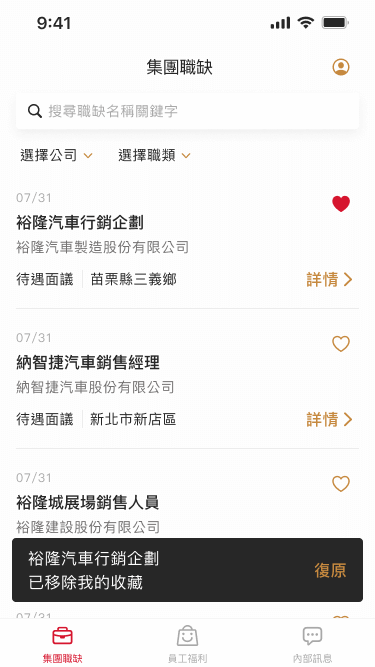 9:41
集團職缺
搜尋職缺名稱關鍵字
選擇公司 選擇職類
07/31
裕隆汽車行銷企劃
裕隆汽車製造股份有限公司
待遇面議 苗栗縣三義鄉 詳情
07/31
納智捷汽車銷售經理
納智捷汽車股份有限公司
待遇面議 新北市新店區 詳情
07/31
裕隆城展場銷售人員
裕隆建設股份有限公司
裕隆汽車行銷企劃
已移除我的收藏
復原
07/31
集團職缺 員工福利 內部訊息